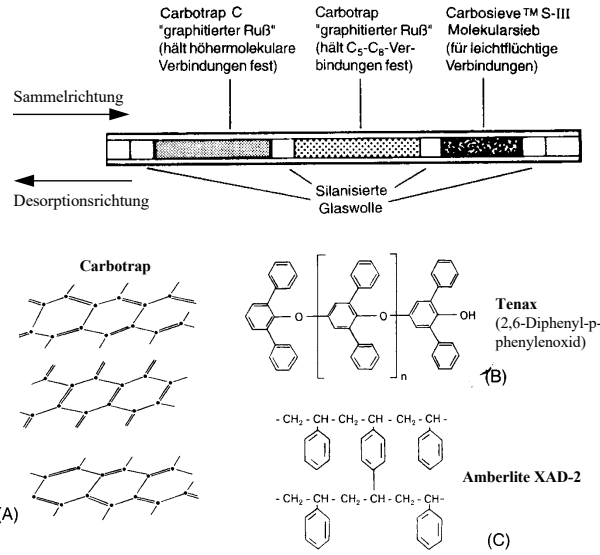 Carbotrap C
"graphitierter Ruß"
(hält höhermolekulare
Verbindungen fest)
Carbotrap
"graphitierter Ruß"
(hält C₅-C₈-Ver-
bindungen fest)
Carbosieve™S-III
Molekularsieb
(für leichtflüchtige
Verbindungen)
Sammelrichtung
Desorptionsrichtung
Silanisierte
Glaswolle
Carbotrap
(A)
O
O
OH
n
Tenax
(2,6-Diphenyl-p-
phenylenoxid)
(B)
- CH₂ - CH - CH₂ - CH - CH₂ - CH -
- CH₂ - CH - CH₂ - CH - CH₂ - CH -
Amberlite XAD-2
(C)